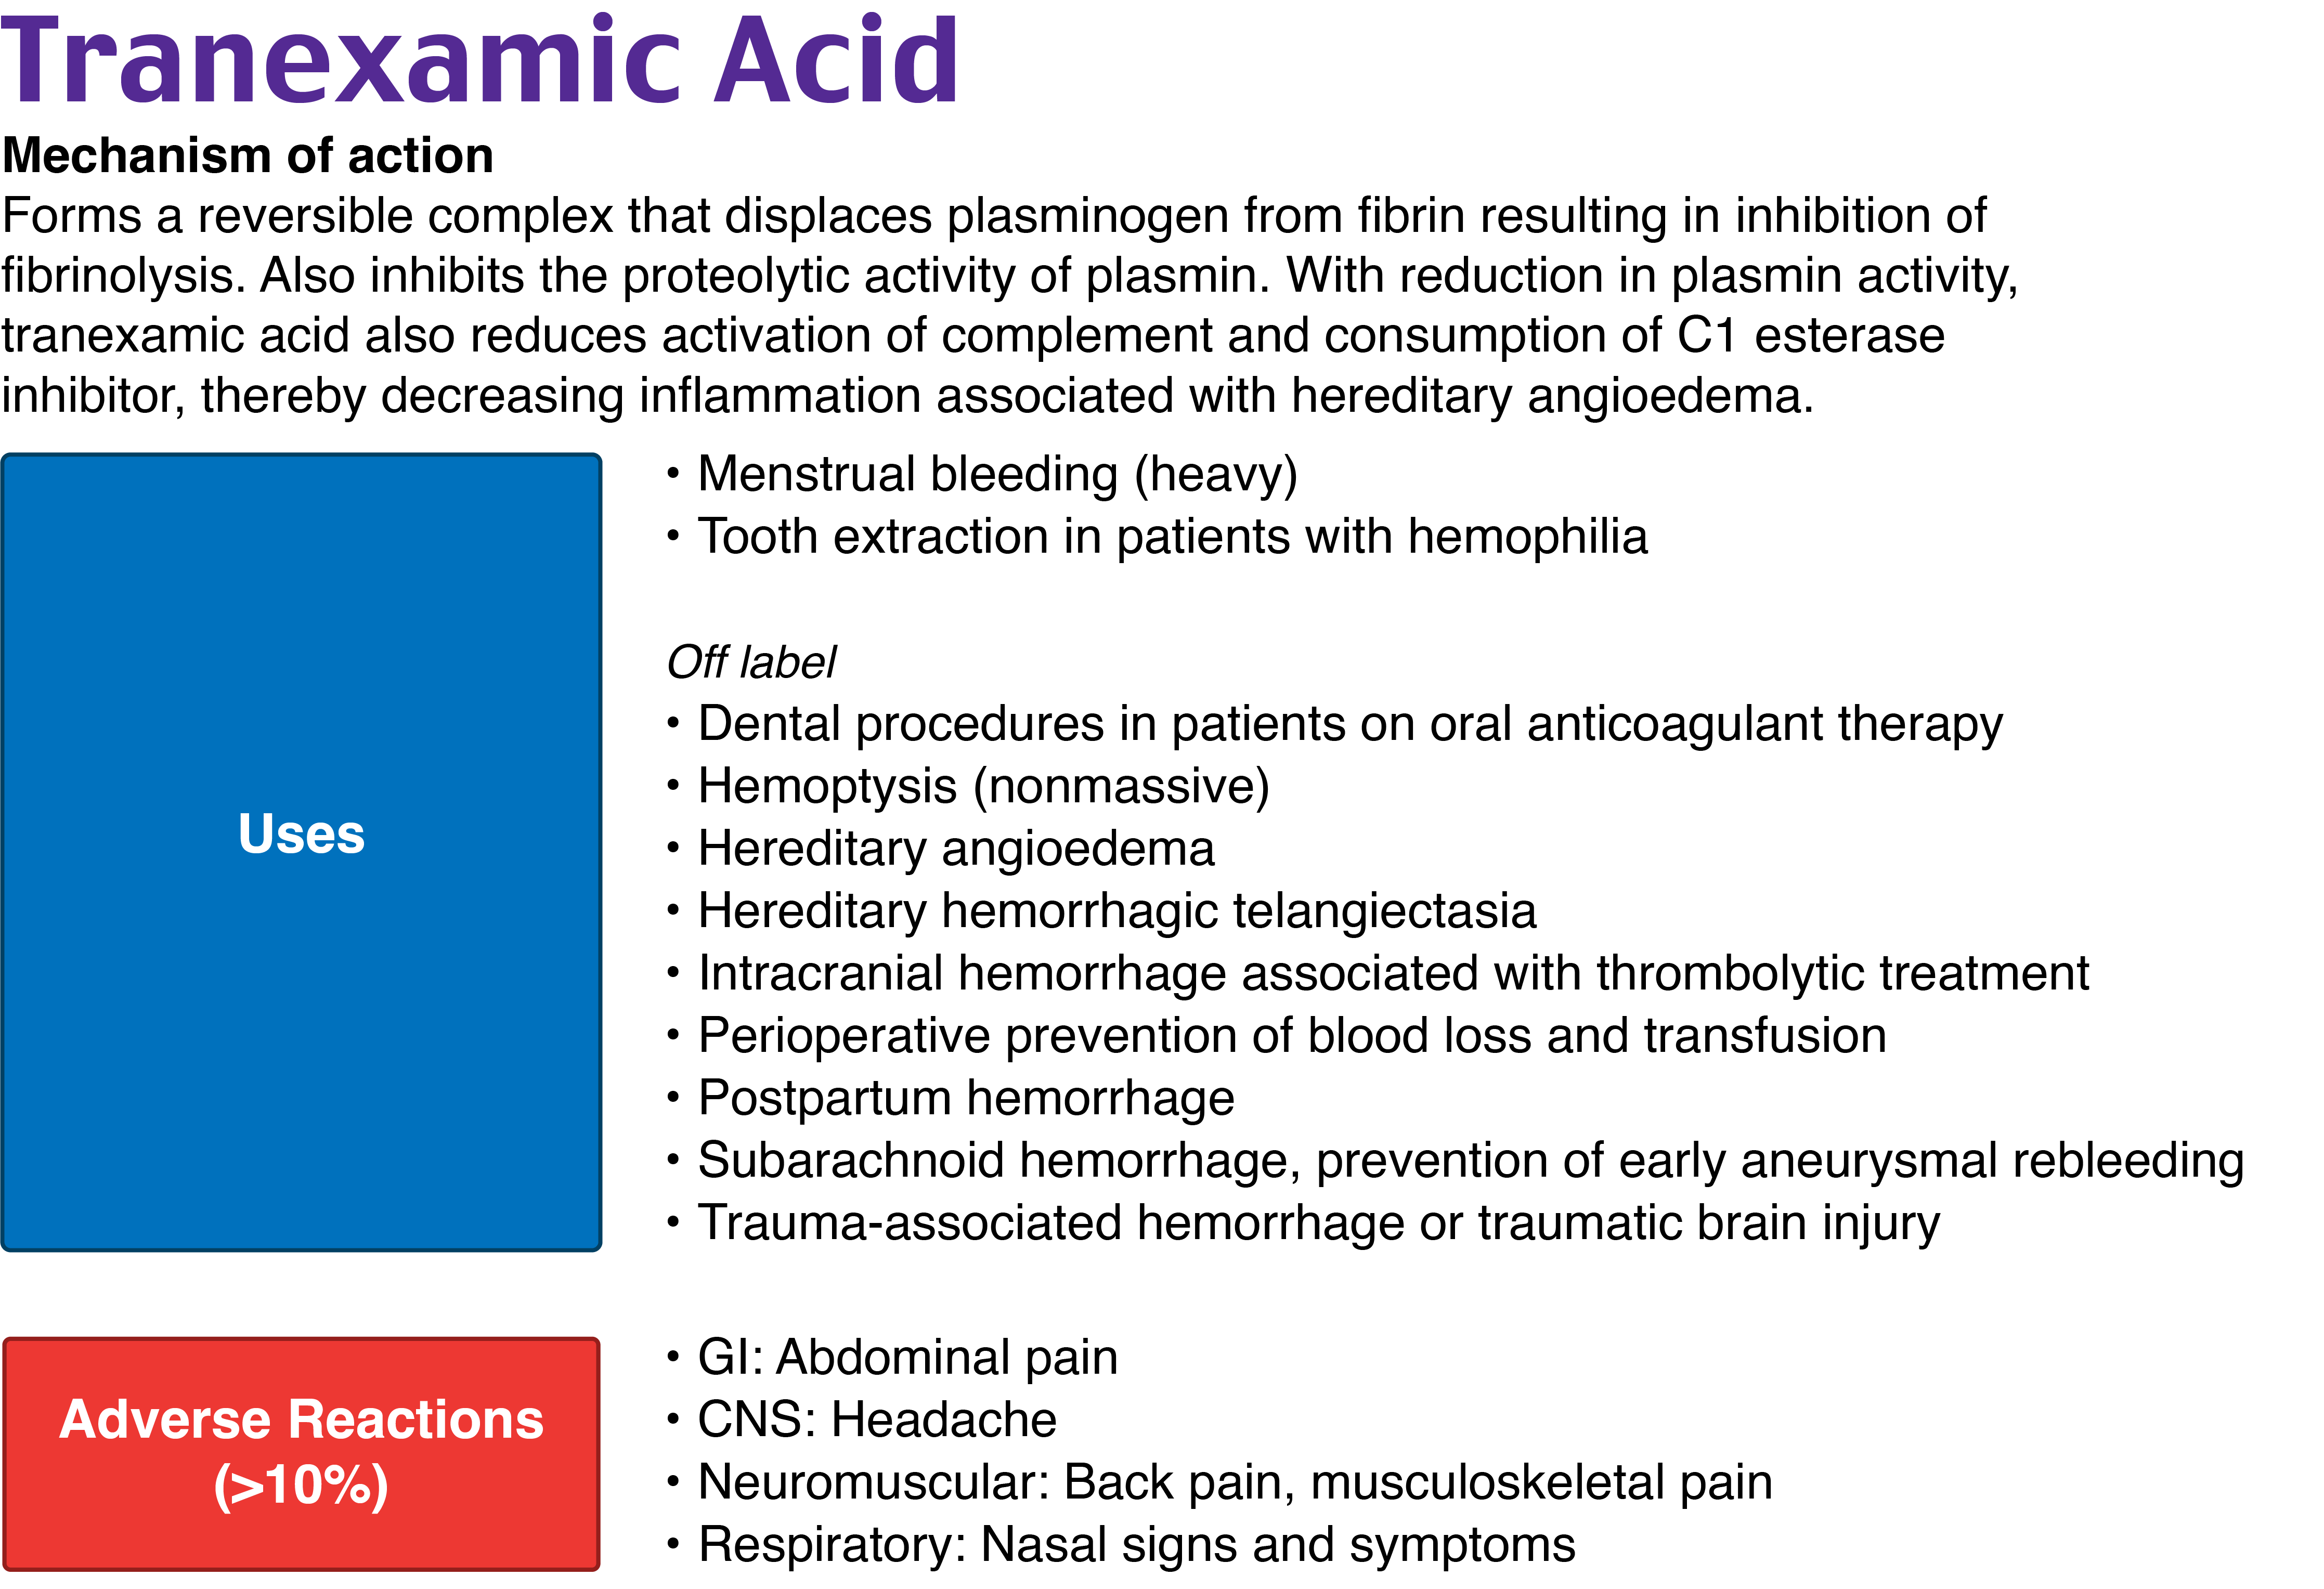 Tranexamic Acid
Mechanism of action
Forms a reversible complex that displaces plasminogen from fibrin resulting in inhibition of
fibrinolysis. Also inhibits the proteolytic activity of plasmin. With reduction in plasmin activity,
tranexamic acid also reduces activation of complement and consumption of C1 esterase
inhibitor, thereby decreasing inflammation associated with hereditary angioedema.
Uses
• Menstrual bleeding (heavy)
• Tooth extraction in patients with hemophilia
Off label
• Dental procedures in patients on oral anticoagulant therapy
• Hemoptysis (nonmassive)
• Hereditary angioedema
• Hereditary hemorrhagic telangiectasia
• Intracranial hemorrhage associated with thrombolytic treatment
• Perioperative prevention of blood loss and transfusion
• Postpartum hemorrhage
• Subarachnoid hemorrhage, prevention of early aneurysmal rebleeding
• Trauma-associated hemorrhage or traumatic brain injury
Adverse Reactions
(>10%)
• GI: Abdominal pain
• CNS: Headache
• Neuromuscular: Back pain, musculoskeletal pain
• Respiratory: Nasal signs and symptoms